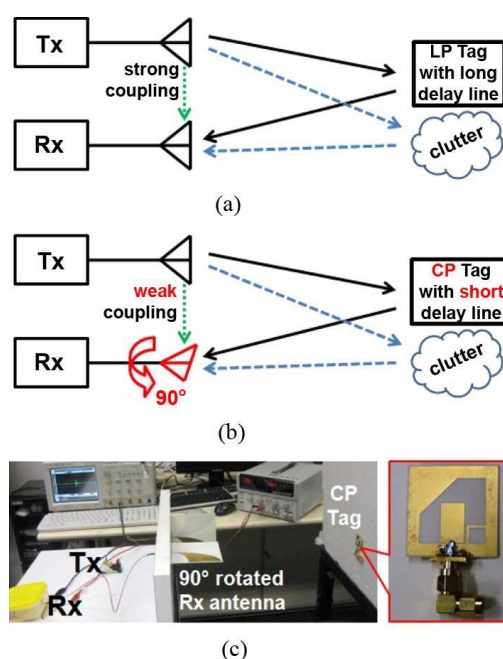 Tx
strong
coupling
Rx
LP Tag
with long
delay line
clutter
(a)
Tx
weak
coupling
Rx
90°
CP Tag
with short
delay line
clutter
(b)
CP
Tag
Tx
Rx
90° rotated
Rx antenna
(c)